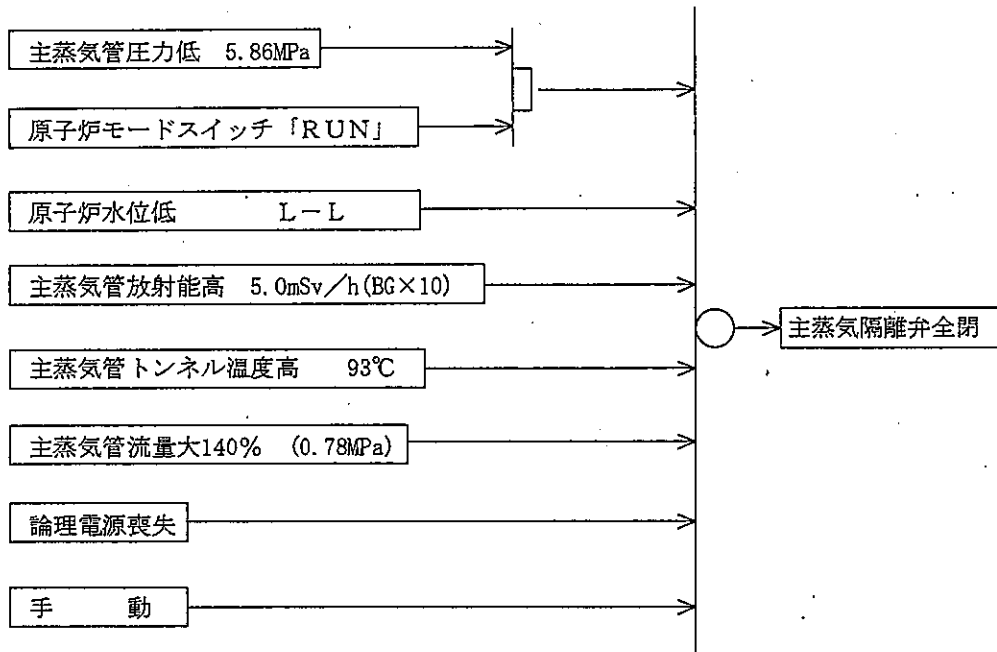 主蒸気管圧力低 5.86MPa
原子炉モードスイッチ「RUN」
原子炉水位低 L-L
主蒸気管放射能高 5.0mSv/h(BG×10)
主蒸気隔離弁全閉
主蒸気管トンネル温度高 93℃
主蒸気管流量大140% (0.78MPa)
論理電源喪失
手 動